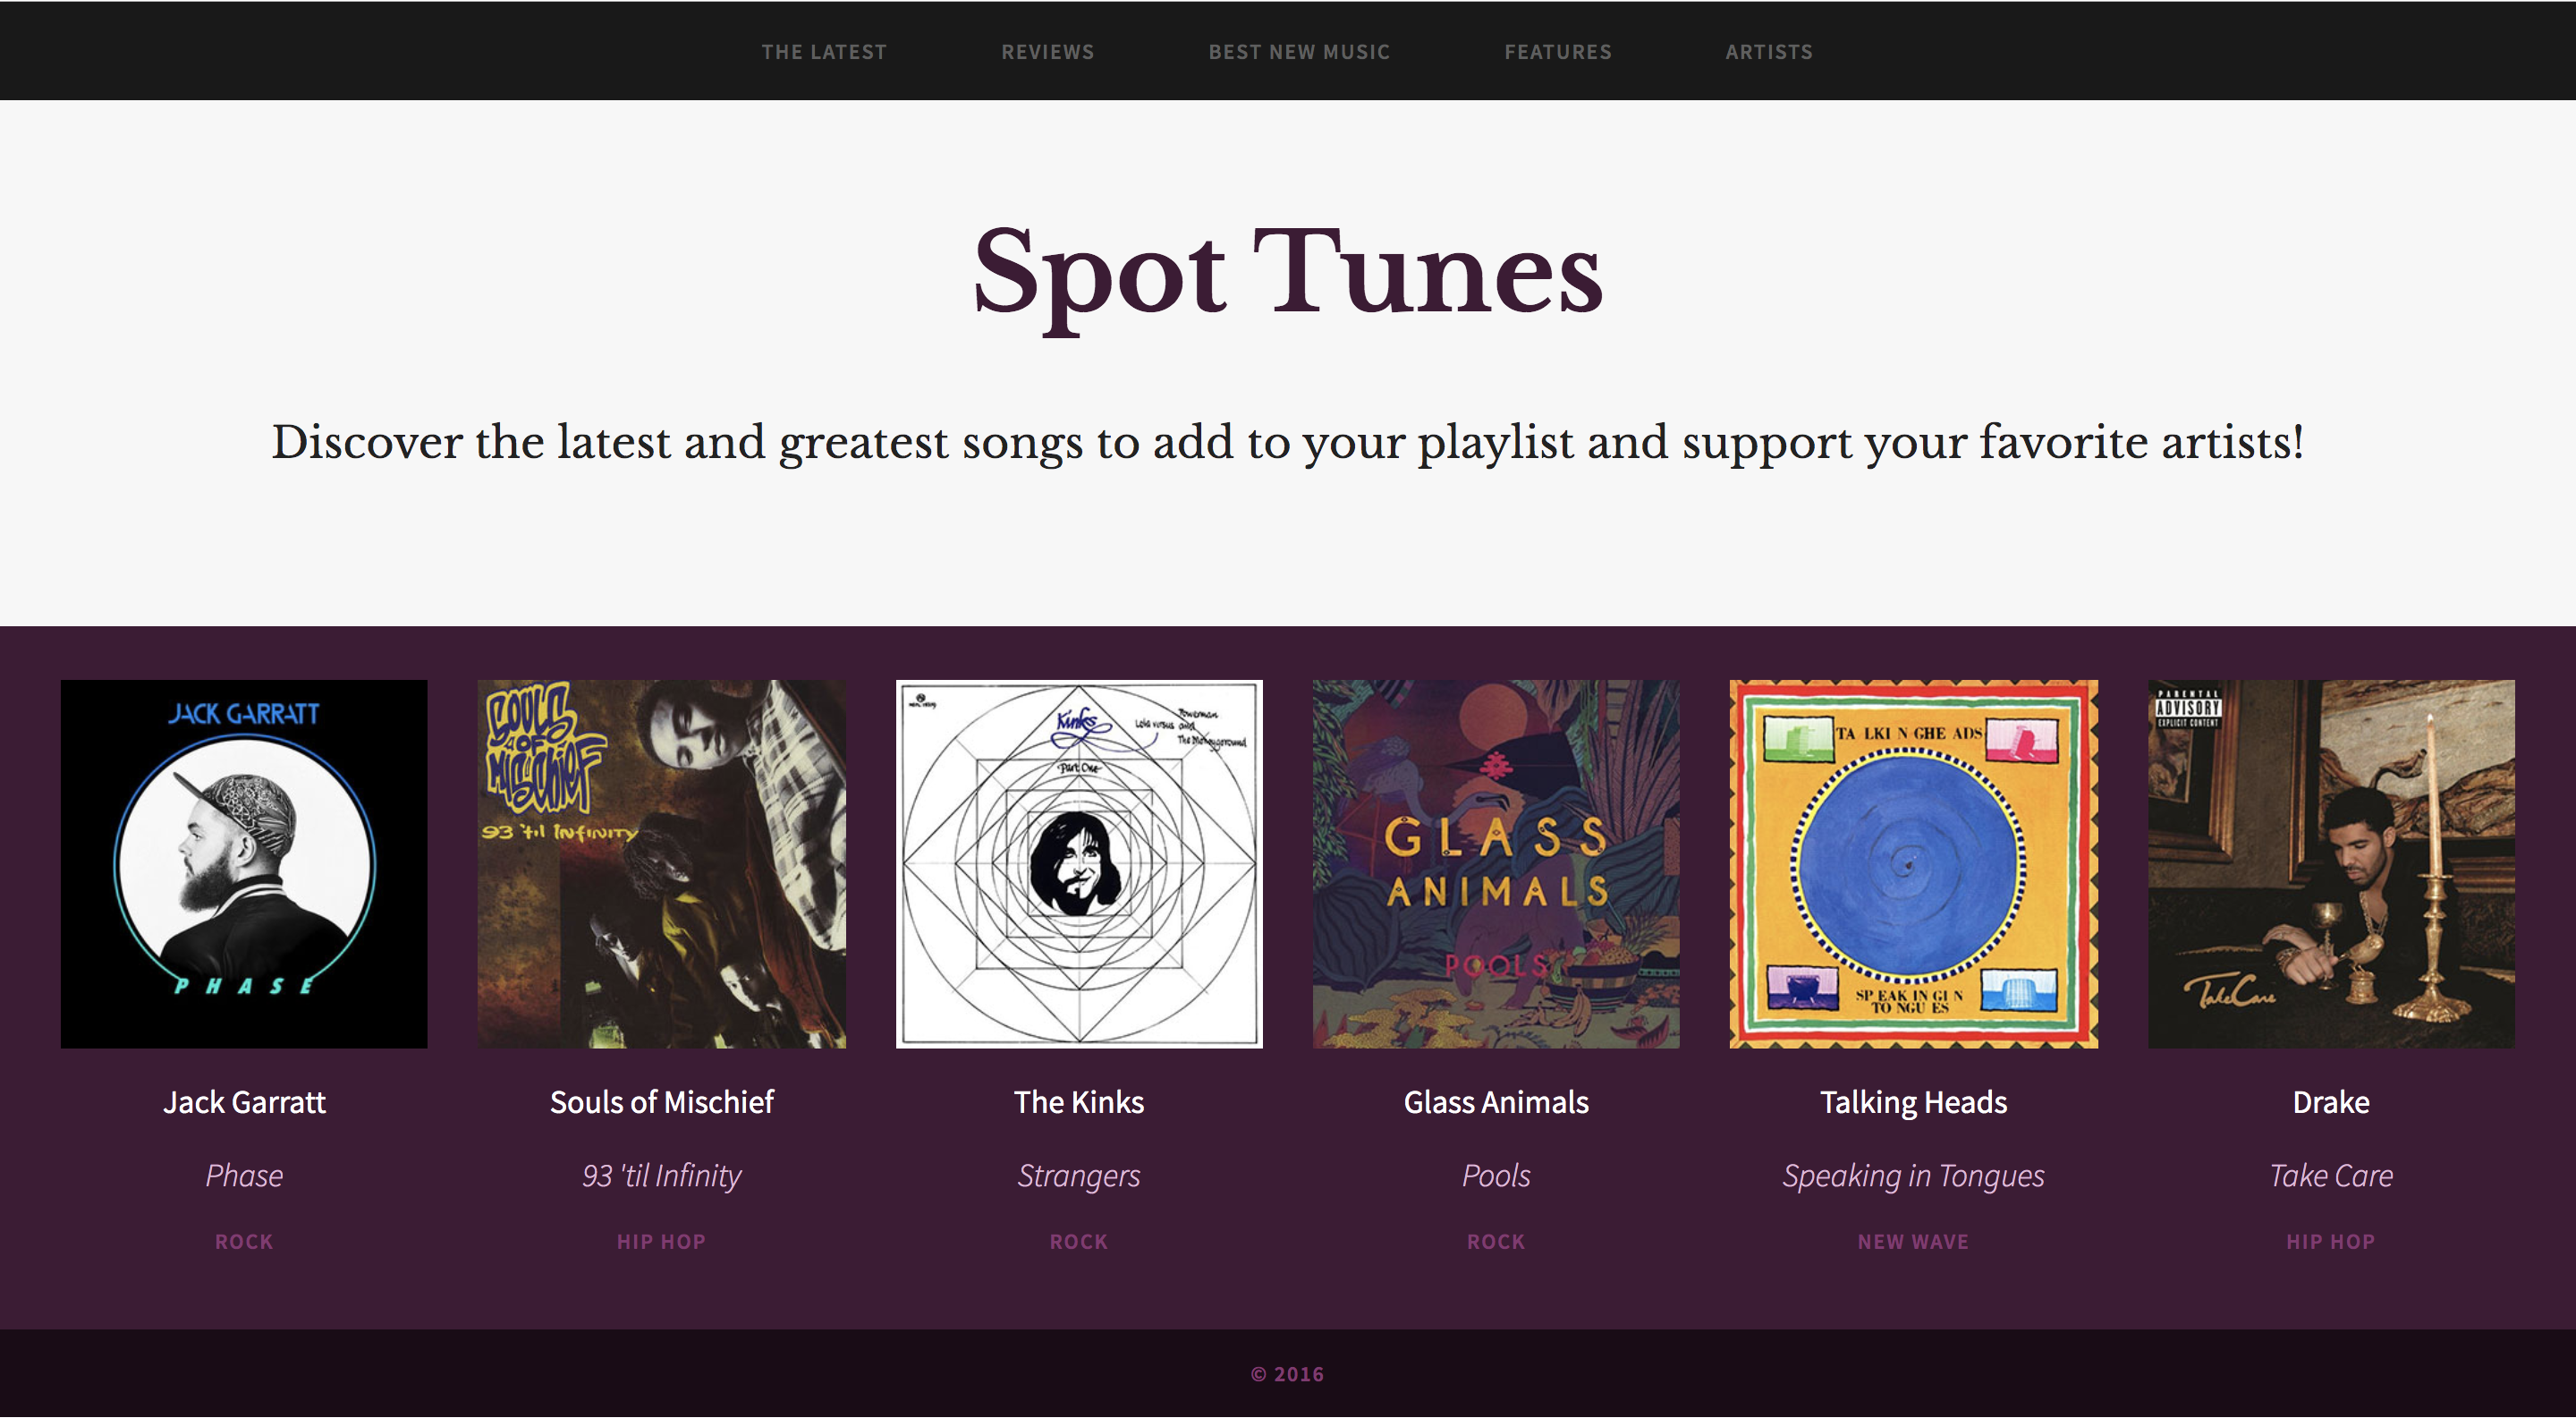 THE LATEST REVIEWS BEST NEW MUSIC FEATURES ARTISTS
Spot Tunes
Discover the latest and greatest songs to add to your playlist and support your favorite artists!
JACK GARRATT
PHASE
SOULS
OF
MISCHIEF
93 'til INFINITY
Kinks
Lola versus Powerman
and
The Moneygoround
Part One
GLASS
ANIMALS
POOLS
TA LKI N GHE ADS
SP EAK IN GI N
TO NGU ES
PARENTAL
ADVISORY
EXPLICIT CONTENT
TakeCare
Jack Garratt Souls of Mischief The Kinks Glass Animals Talking Heads Drake
Phase 93 'til Infinity Strangers Pools Speaking in Tongues Take Care
ROCK HIP HOP ROCK ROCK NEW WAVE HIP HOP
© 2016